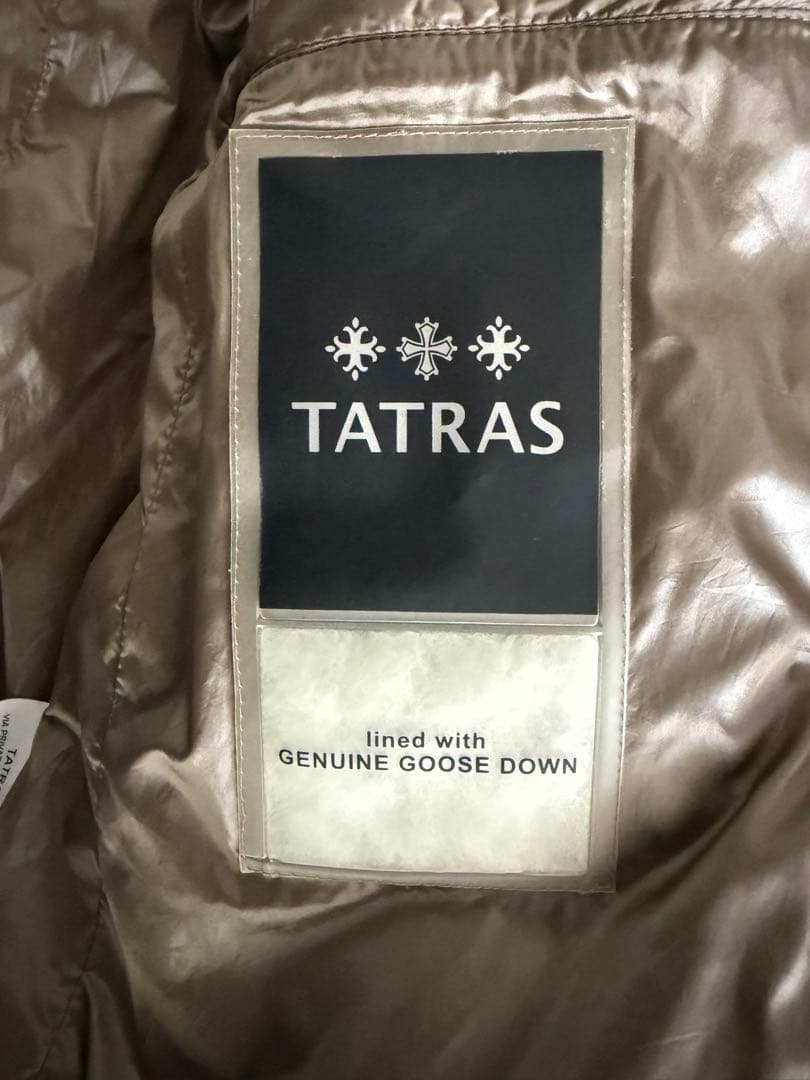 TATRAS
lined with
GENUINE GOOSE DOWN